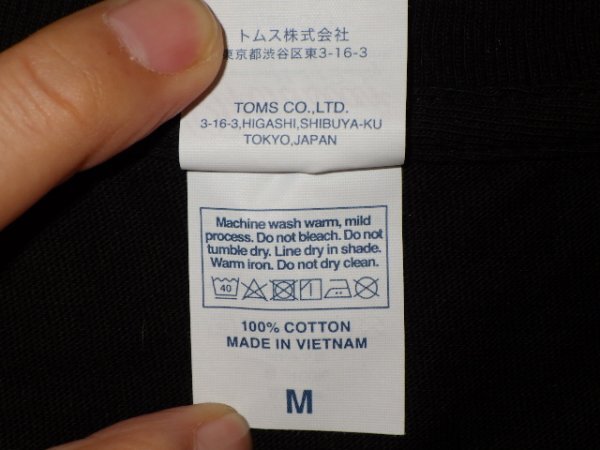 トムス株式会社
東京都渋谷区東3-16-3
TOMS CO.,LTD.
3-16-3,HIGASHI,SHIBUYA-KU
TOKYO,JAPAN
Machine wash warm, mild
process. Do not bleach. Do not
tumble dry. Line dry in shade.
Warm iron. Do not dry clean.
40
100% COTTON
MADE IN VIETNAM
M